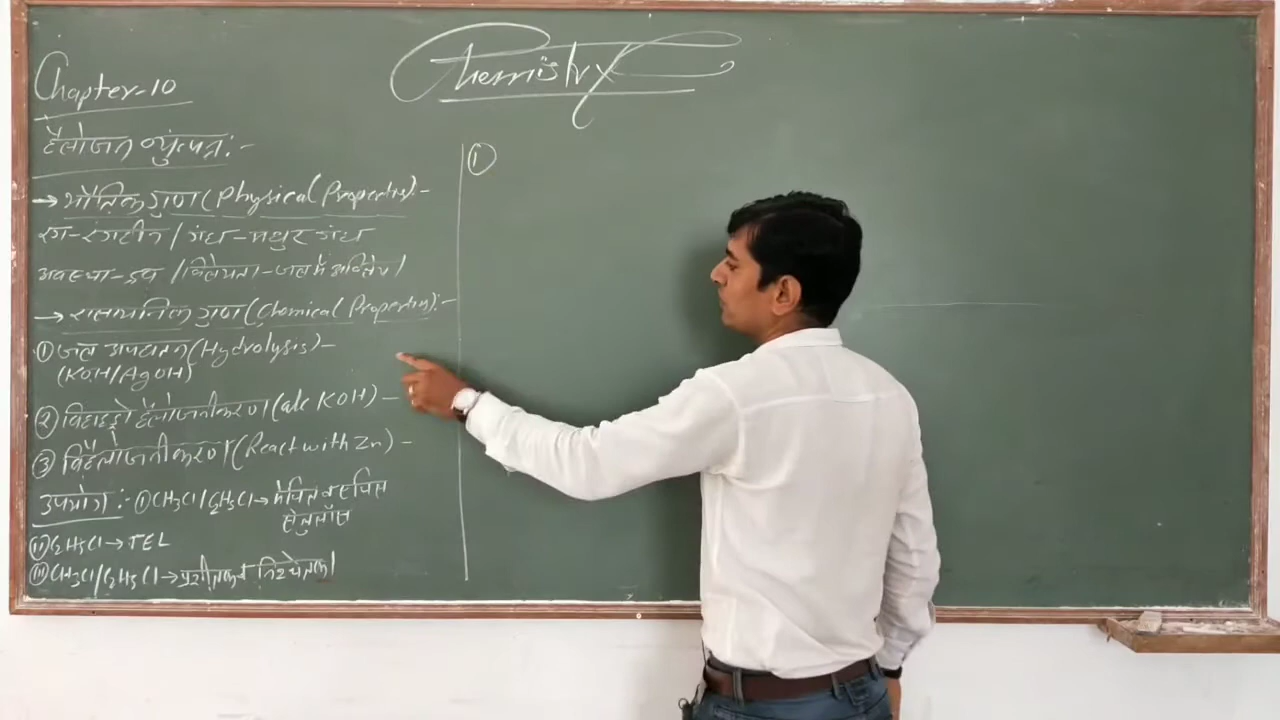 Chemistry
Chapter-10
हैलोजन व्युत्पन्न:-
→ भौतिक गुण (Physical Properties):-
रंग-रंगहीन / गंध-मधुर गंध
अवस्था-द्रव / विलेयता-जल में अविलेय।
→ रासायनिक गुण (Chemical Properties):-
① जल अपघटन (Hydrolysis)-
(KOH/AgOH)
② विहाइड्रो हैलोजनीकरण (alc KOH)-
③ विहैलोजनीकरण (React with Zn)-
उपयोग:- ① CH3Cl/C2H5Cl→ मेथिल व एथिल
सेलुलॉस
ⅱ C2H5Cl→TEL
ⅲ CH3Cl/C2H5Cl→ प्रशीतक व निश्चेतक।
①